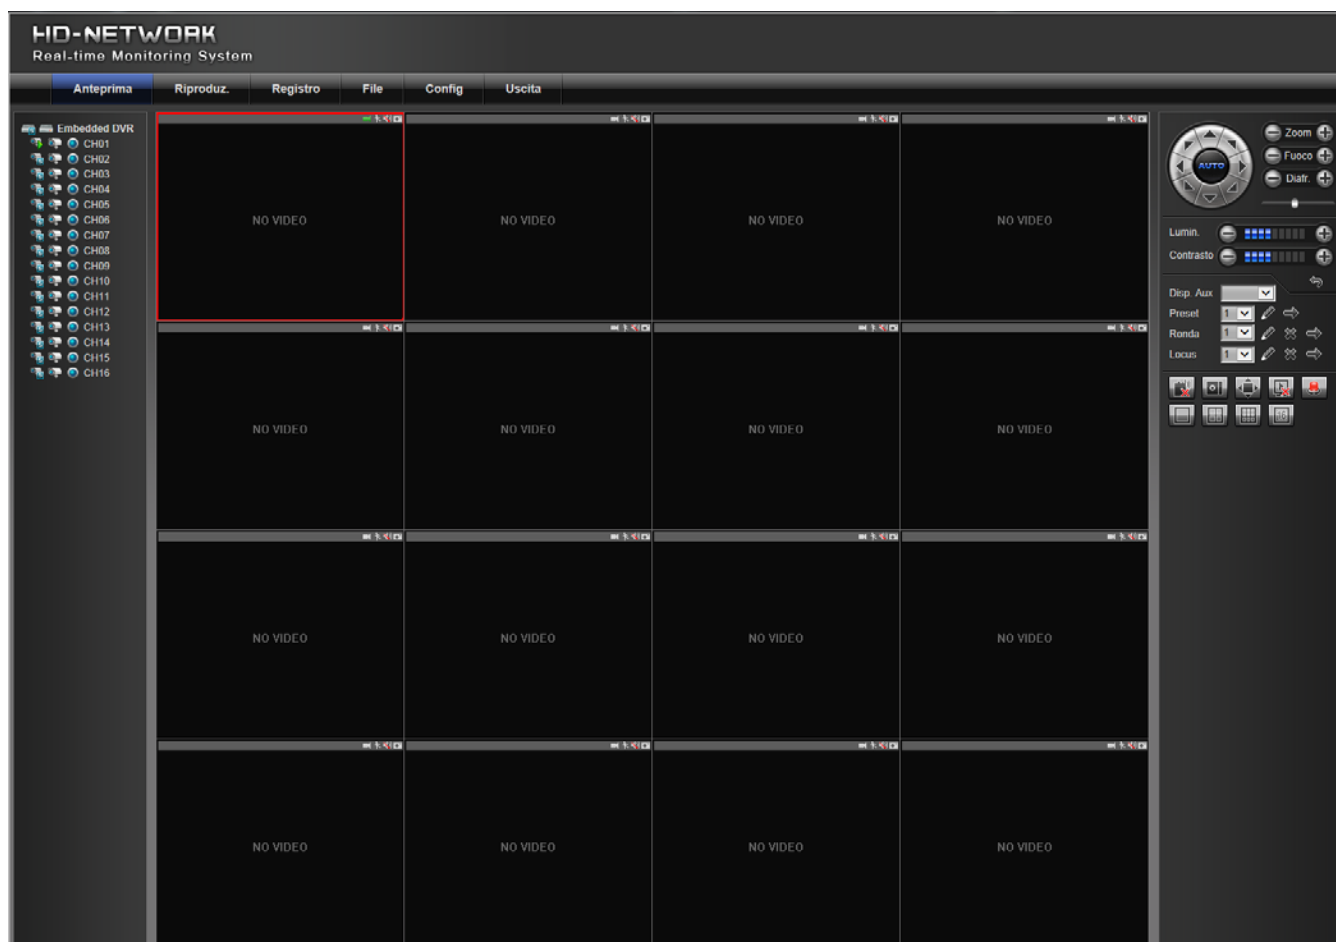 HD-NETWORK
Real-time Monitoring System
Anteprima Riproduz. Registro File Config Uscita
Embedded DVR
CH01
CH02
CH03
CH04
CH05
CH06
CH07
CH08
CH09
CH10
CH11
CH12
CH13
CH14
CH15
CH16
NO VIDEO NO VIDEO NO VIDEO NO VIDEO
NO VIDEO NO VIDEO NO VIDEO NO VIDEO
NO VIDEO NO VIDEO NO VIDEO NO VIDEO
NO VIDEO NO VIDEO NO VIDEO NO VIDEO
AUTO
Zoom
Fuoco
Diafr.
Lumin.
Contrasto
Disp. Aux
Preset 1
Ronda 1
Locus 1